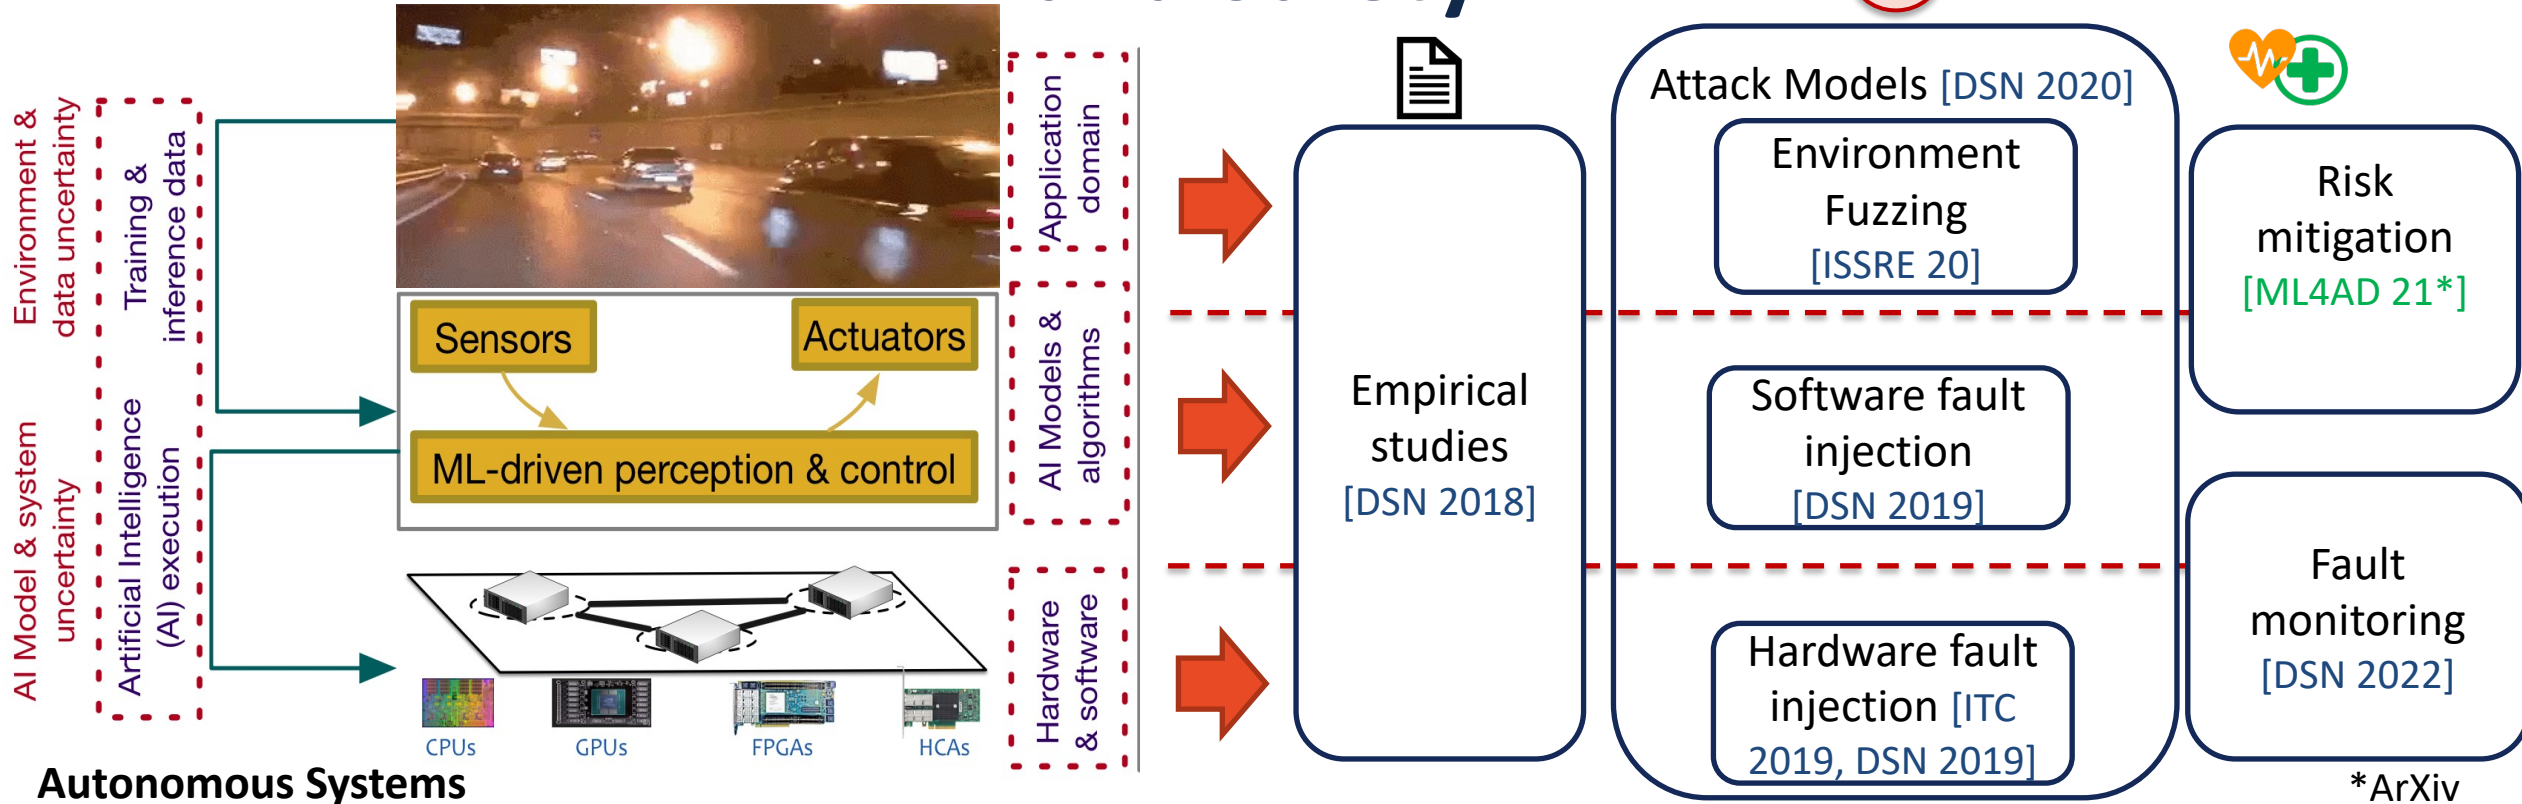 Environment &
data uncertainty
Training &
inference data
AI Model & system
uncertainty
Artificial Intelligence
(AI) execution
Sensors
Actuators
ML-driven perception & control
CPUs
GPUs
FPGAs
HCAs
Autonomous Systems
Application
domain
AI Models &
algorithms
Hardware
& software
Empirical
studies
[DSN 2018]
Attack Models [DSN 2020]
Environment
Fuzzing
[ISSRE 20]
Software fault
injection
[DSN 2019]
Hardware fault
injection [ITC
2019, DSN 2019]
Risk
mitigation
[ML4AD 21*]
Fault
monitoring
[DSN 2022]
*ArXiv